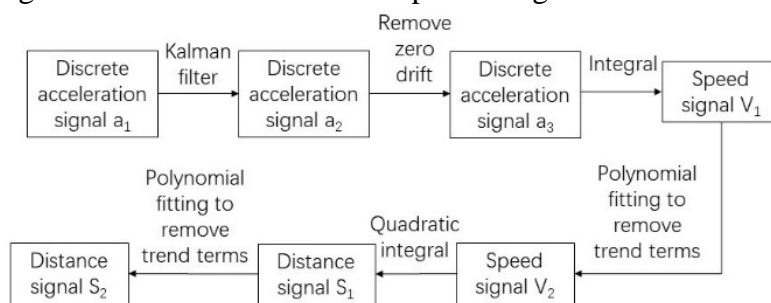 Kalman
filter
Remove
zero
drift
Integral
Discrete
acceleration
signal a₁
Discrete
acceleration
signal a₂
Discrete
acceleration
signal a₃
Speed
signal V₁
Polynomial
fitting to
remove
trend terms
Quadratic
integral
Polynomial
fitting to
remove
trend terms
Speed
signal V₂
Distance
signal S₁
Distance
signal S₂